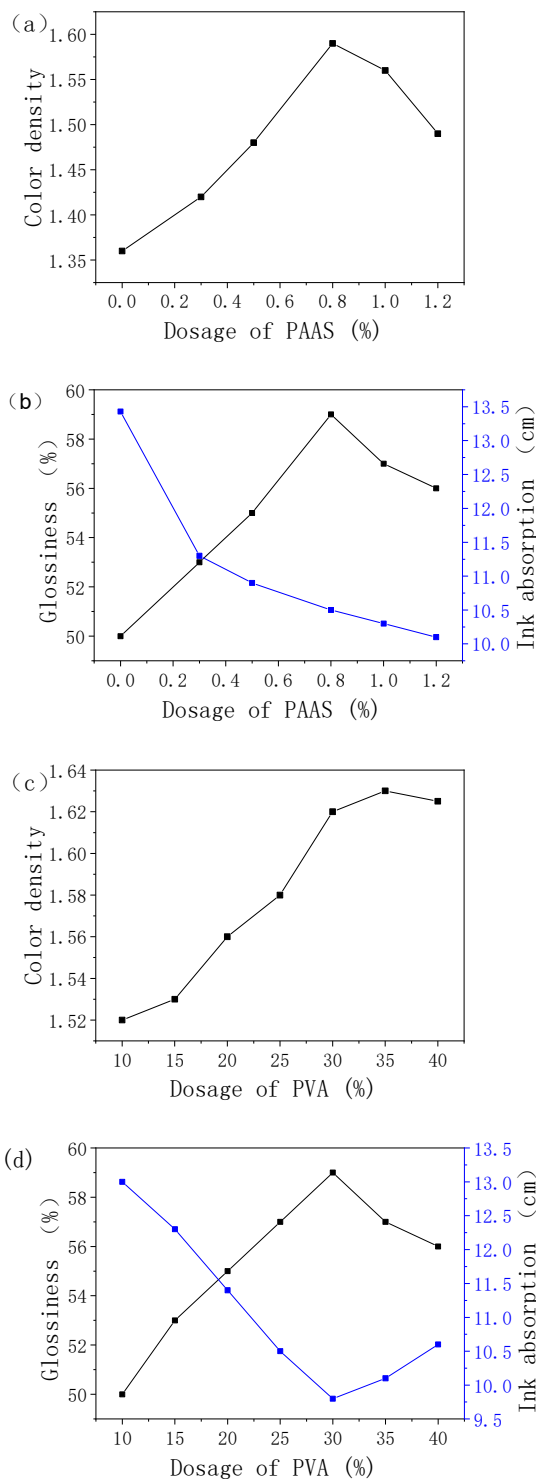 (a)
1.60
1.55
1.50
1.45
1.40
1.35
Color density
0.0 0.2 0.4 0.6 0.8 1.0 1.2
Dosage of PAAS (%)
(b)
60
58
56
54
52
50
Glossiness (%)
13.5
13.0
12.5
12.0
11.5
11.0
10.5
10.0
Ink absorption (cm)
0.0 0.2 0.4 0.6 0.8 1.0 1.2
Dosage of PAAS (%)
(c)
1.64
1.62
1.60
1.58
1.56
1.54
1.52
Color density
10 15 20 25 30 35 40
Dosage of PVA (%)
(d)
60
58
56
54
52
50
Glossiness (%)
13.5
13.0
12.5
12.0
11.5
11.0
10.5
10.0
9.5
Ink absorption (cm)
10 15 20 25 30 35 40
Dosage of PVA (%)